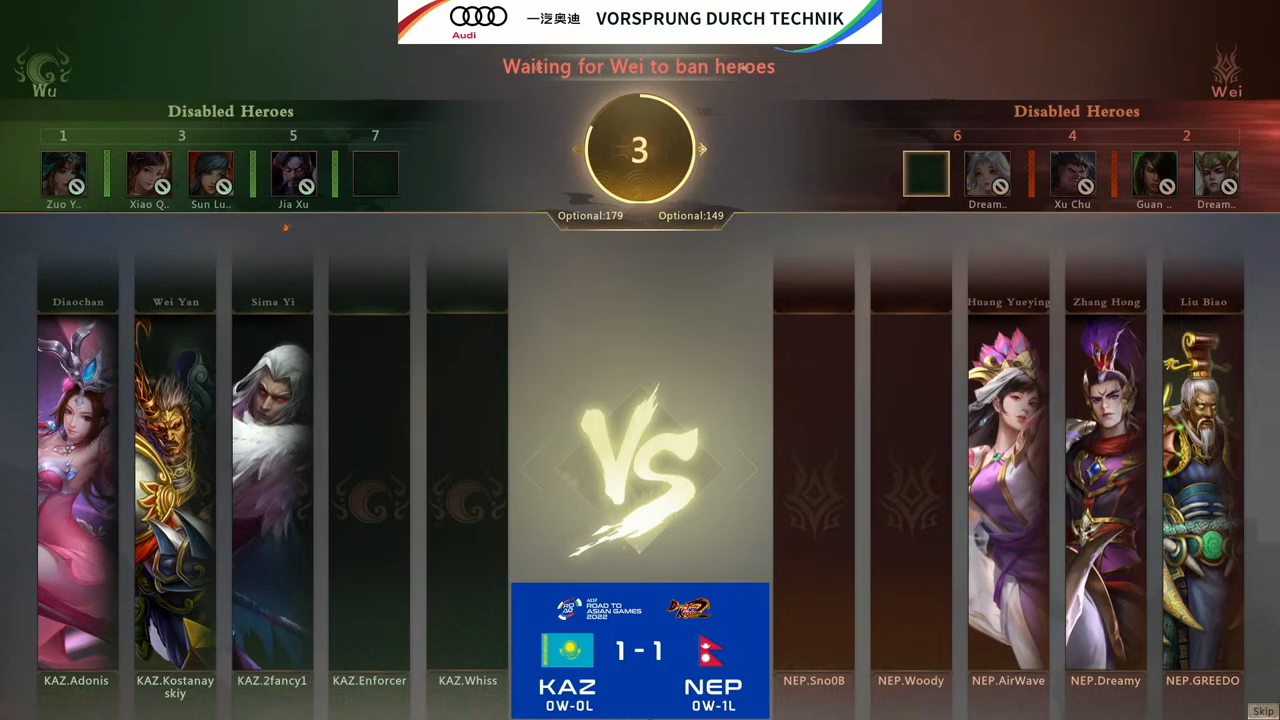 Audi
一汽奥迪
VORSPRUNG DURCH TECHNIK
Waiting for Wei to ban heroes
Wu
Wei
Disabled Heroes
Disabled Heroes
1 3 5 7
6 4 2
3
Zuo Y..
Xiao Q..
Sun Lu..
Jia Xu
Dream..
Xu Chu
Guan ..
Dream..
Optional:179
Optional:149
Diaochan
Wei Yan
Sima Yi
Huang Yueying
Zhang Hong
Liu Biao
VS
AESF
ROAD TO
ASIAN GAMES
2022
1 - 1
KAZ
NEP
0W-0L
0W-1L
KAZ.Adonis
KAZ.Kostanay
skiy
KAZ.2fancy1
KAZ.Enforcer
KAZ.Whiss
NEP.Sno0B
NEP.Woody
NEP.AirWave
NEP.Dreamy
NEP.GREEDO
Skip